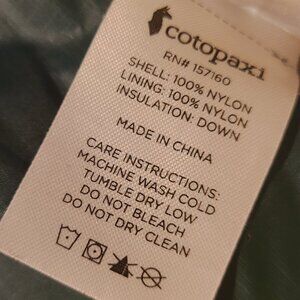 cotopaxi
RN# 157160
SHELL: 100% NYLON
LINING: 100% NYLON
INSULATION: DOWN
MADE IN CHINA
CARE INSTRUCTIONS:
MACHINE WASH COLD
TUMBLE DRY LOW
DO NOT BLEACH
DO NOT DRY CLEAN